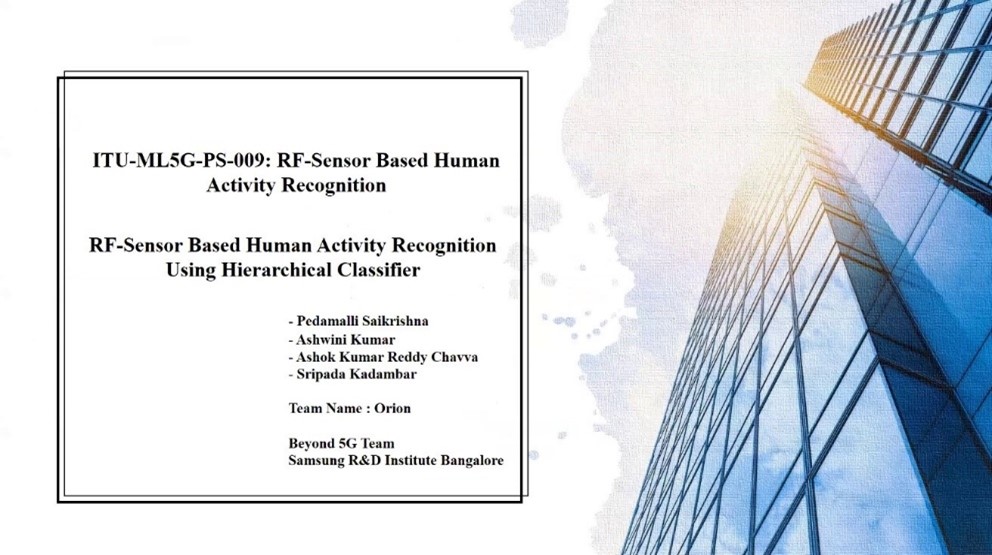 ITU-ML5G-PS-009: RF-Sensor Based Human
Activity Recognition
RF-Sensor Based Human Activity Recognition
Using Hierarchical Classifier
- Pedamalli Saikrishna
- Ashwini Kumar
- Ashok Kumar Reddy Chavva
- Sripada Kadambar
Team Name : Orion
Beyond 5G Team
Samsung R&D Institute Bangalore